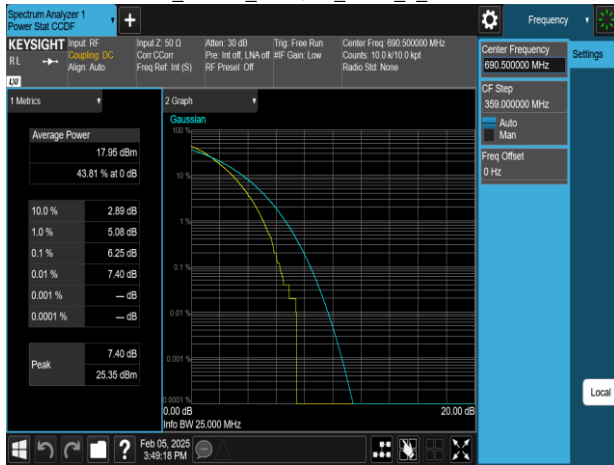 Spectrum Analyzer 1
Power Stat CCDF
Frequency
KEYSIGHT
RL
LXI
Input: RF
Coupling: DC
Align: Auto
Input Z: 50 Ω
Corr CCorr
Freq Ref: Int (S)
Atten: 30 dB
Pre: Int off, LNA off
RF Preset: Off
Trig: Free Run
#IF Gain: Low
Center Freq: 690.500000 MHz
Counts: 10.0 k/10.0 kpt
Radio Std: None
Center Frequency
690.500000 MHz
Settings
CF Step
359.000000 MHz
Auto
Man
Freq Offset
0 Hz
Local
1 Metrics
Average Power
17.95 dBm
43.81 % at 0 dB
10.0 % 2.89 dB
1.0 % 5.08 dB
0.1 % 6.25 dB
0.01 % 7.40 dB
0.001 % --- dB
0.0001 % --- dB
Peak
7.40 dB
25.35 dBm
2 Graph
Gaussian
100 %
10 %
1 %
0.1 %
0.01 %
0.001 %
0.0001 %
0.00 dB 20.00 dB
Info BW 25.000 MHz
?
Feb 05, 2025
3:49:18 PM